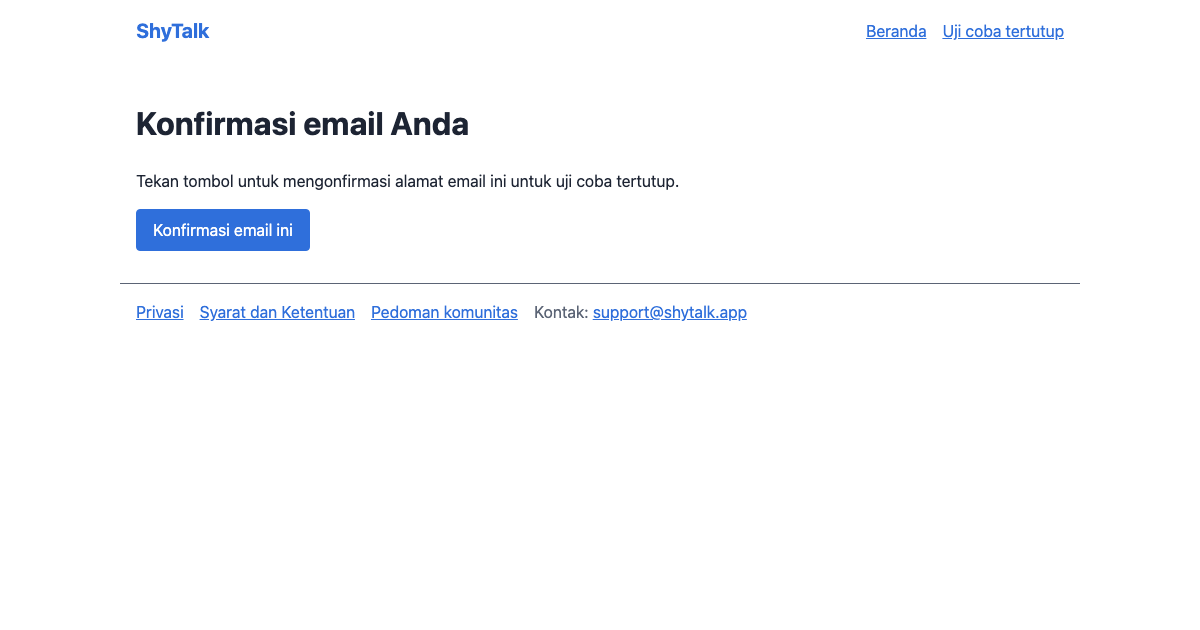 ShyTalk
Beranda Uji coba tertutup
Konfirmasi email Anda
Tekan tombol untuk mengonfirmasi alamat email ini untuk uji coba tertutup.
Konfirmasi email ini
Privasi Syarat dan Ketentuan Pedoman komunitas Kontak: support@shytalk.app